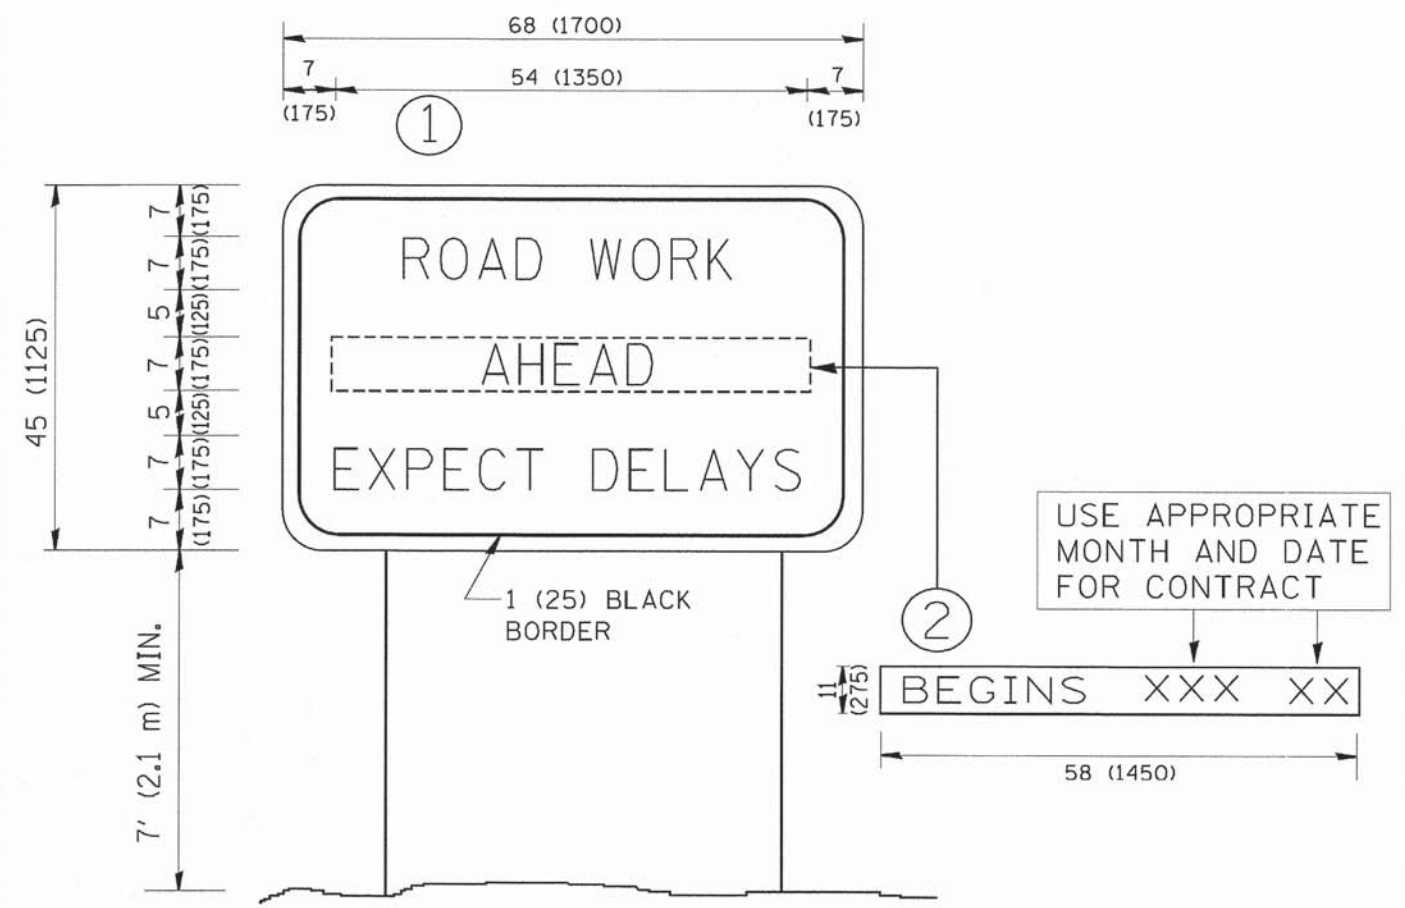 68 (1700)
7 54 (1350) 7
(175) (175)
1
45 (1125)
7 (175)
7 (175)
5 (125)
7 (175)
5 (125)
7 (175)
7 (175)
ROAD WORK
AHEAD
EXPECT DELAYS
1 (25) BLACK
BORDER
7' (2.1 m) MIN.
2
USE APPROPRIATE
MONTH AND DATE
FOR CONTRACT
11
(275)
BEGINS XXX XX
58 (1450)